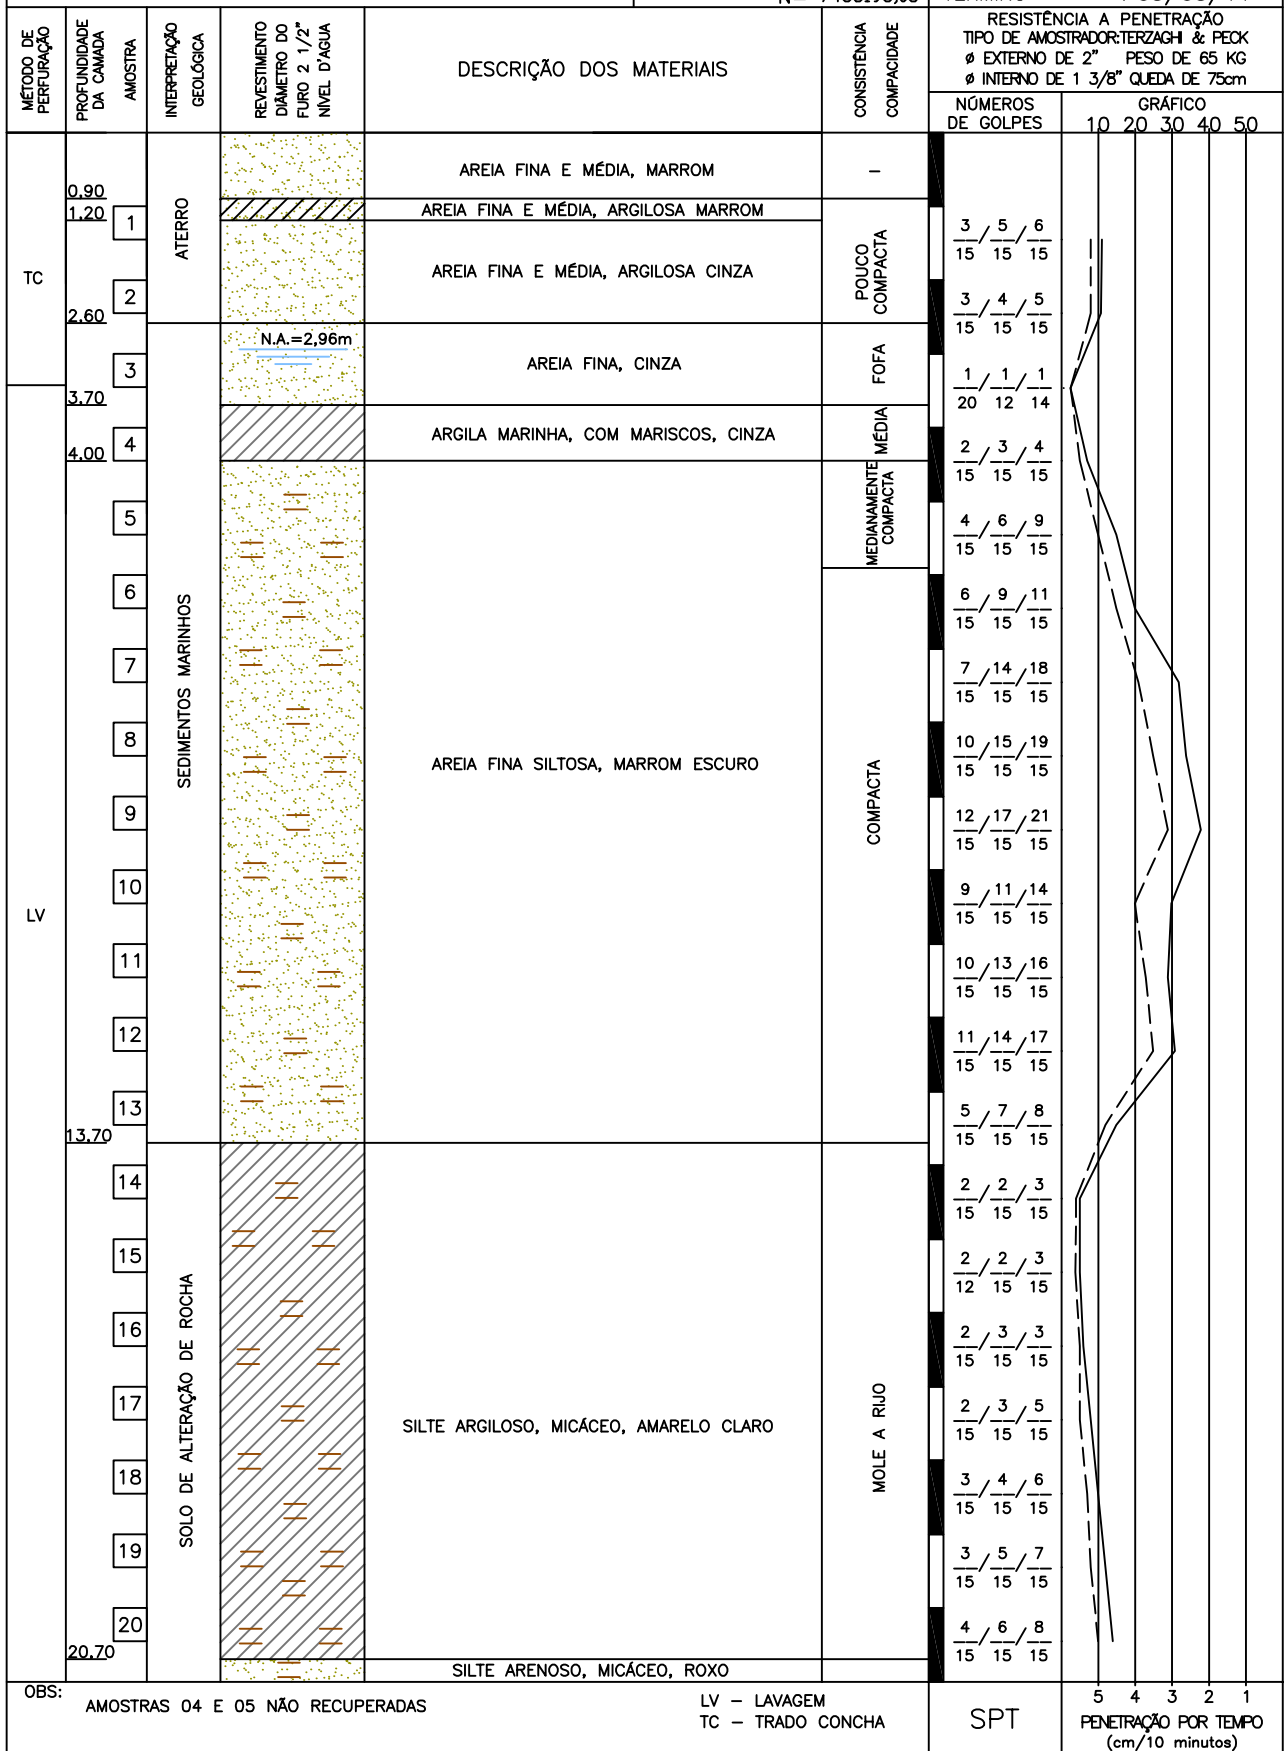 RESISTÊNCIA A PENETRAÇÃO
TIPO DE AMOSTRADOR:TERZAGHI & PECK
ø EXTERNO DE 2" PESO DE 65 KG
ø INTERNO DE 1 3/8" QUEDA DE 75cm
MÉTODO DE PERFURAÇÃO
PROFUNDIDADE DA CAMADA
AMOSTRA
INTERPRETAÇÃO GEOLÓGICA
REVESTIMENTO
DIÂMETRO DO
FURO 2 1/2"
NIVEL D'AGUA
DESCRIÇÃO DOS MATERIAIS
CONSISTÊNCIA
COMPACIDADE
NÚMEROS DE GOLPES
GRÁFICO
10 20 30 40 50
TC
LV
0.90
1.20
2.60
3.70
4.00
13.70
20.70
1
2
3
4
5
6
7
8
9
10
11
12
13
14
15
16
17
18
19
20
ATERRO
SEDIMENTOS MARINHOS
SOLO DE ALTERAÇÃO DE ROCHA
N.A.=2,96m
AREIA FINA E MÉDIA, MARROM
AREIA FINA E MÉDIA, ARGILOSA MARROM
AREIA FINA E MÉDIA, ARGILOSA CINZA
AREIA FINA, CINZA
ARGILA MARINHA, COM MARISCOS, CINZA
AREIA FINA SILTOSA, MARROM ESCURO
SILTE ARGILOSO, MICÁCEO, AMARELO CLARO
SILTE ARENOSO, MICÁCEO, ROXO
–
POUCO COMPACTA
FOFA
MÉDIA
MEDIANAMENTE COMPACTA
COMPACTA
MOLE A RIJO
3 / 5 / 6
15 15 15
3 / 4 / 5
15 15 15
1 / 1 / 1
20 12 14
2 / 3 / 4
15 15 15
4 / 6 / 9
15 15 15
6 / 9 / 11
15 15 15
7 / 14 / 18
15 15 15
10 / 15 / 19
15 15 15
12 / 17 / 21
15 15 15
9 / 11 / 14
15 15 15
10 / 13 / 16
15 15 15
11 / 14 / 17
15 15 15
5 / 7 / 8
15 15 15
2 / 2 / 3
15 15 15
2 / 2 / 3
12 15 15
2 / 3 / 3
15 15 15
2 / 3 / 5
15 15 15
3 / 4 / 6
15 15 15
3 / 5 / 7
15 15 15
4 / 6 / 8
15 15 15
OBS:
AMOSTRAS 04 E 05 NÃO RECUPERADAS
LV – LAVAGEM
TC – TRADO CONCHA
SPT
5 4 3 2 1
PENETRAÇÃO POR TEMPO
(cm/10 minutos)